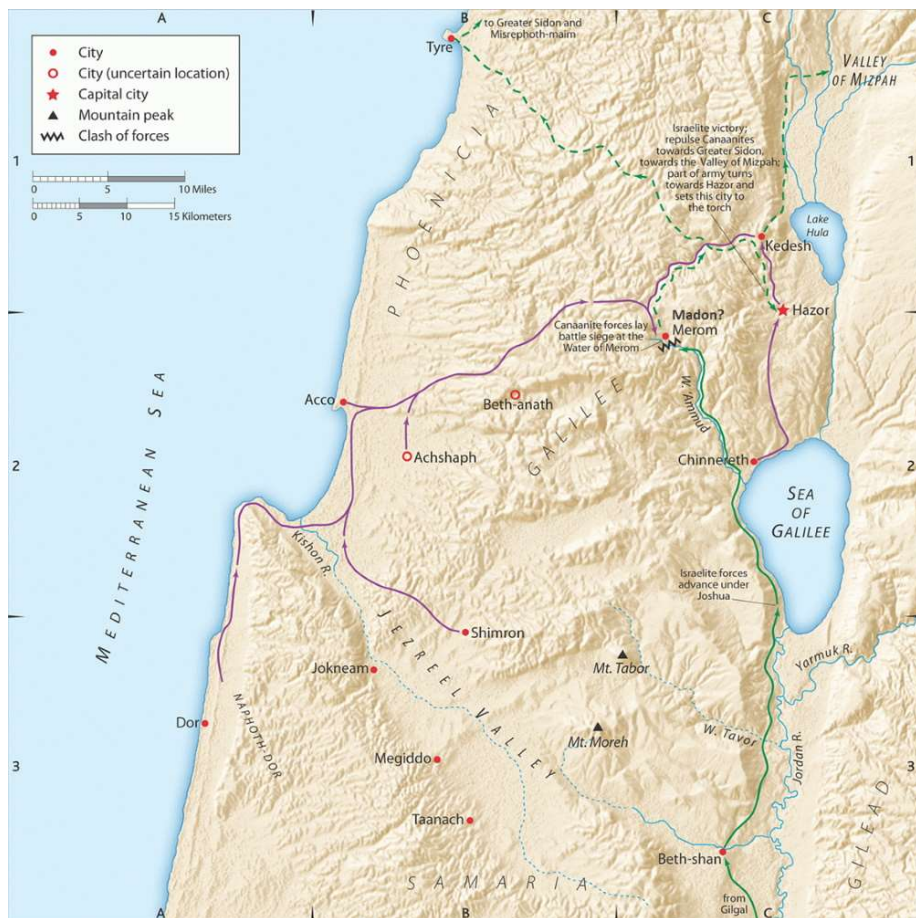 A
B
C
City
City (uncertain location)
Capital city
Mountain peak
Clash of forces
0 5 10 Miles
0 5 10 15 Kilometers
to Greater Sidon and
Misrephoth-maim
Tyre
VALLEY
OF MIZPAH
1
1
PHOENICIA
Israelite victory;
repulse Canaanites
towards Greater Sidon,
towards the Valley of Mizpah;
part of army turns
towards Hazor and
sets this city to
the torch
Lake
Hula
Kedesh
Hazor
Madon?
Merom
Canaanite forces lay
battle siege at the
Water of Merom
W. Ammud
Acco
Beth-anath
GALILEE
Achshaph
Chinnereth
2
2
SEA
OF
GALILEE
MEDITERRANEAN SEA
Kishon R.
Israelite forces
advance under
Joshua
Shimron
JEZREEL VALLEY
Jokneam
Mt. Tabor
Yarmuk R.
Dor
NAPHOTH-DOR
Mt. Moreh
W. Tavor
Jordan R.
Megiddo
3
3
Taanach
Beth-shan
GILEAD
SAMARIA
from
Gilgal
A
B
C